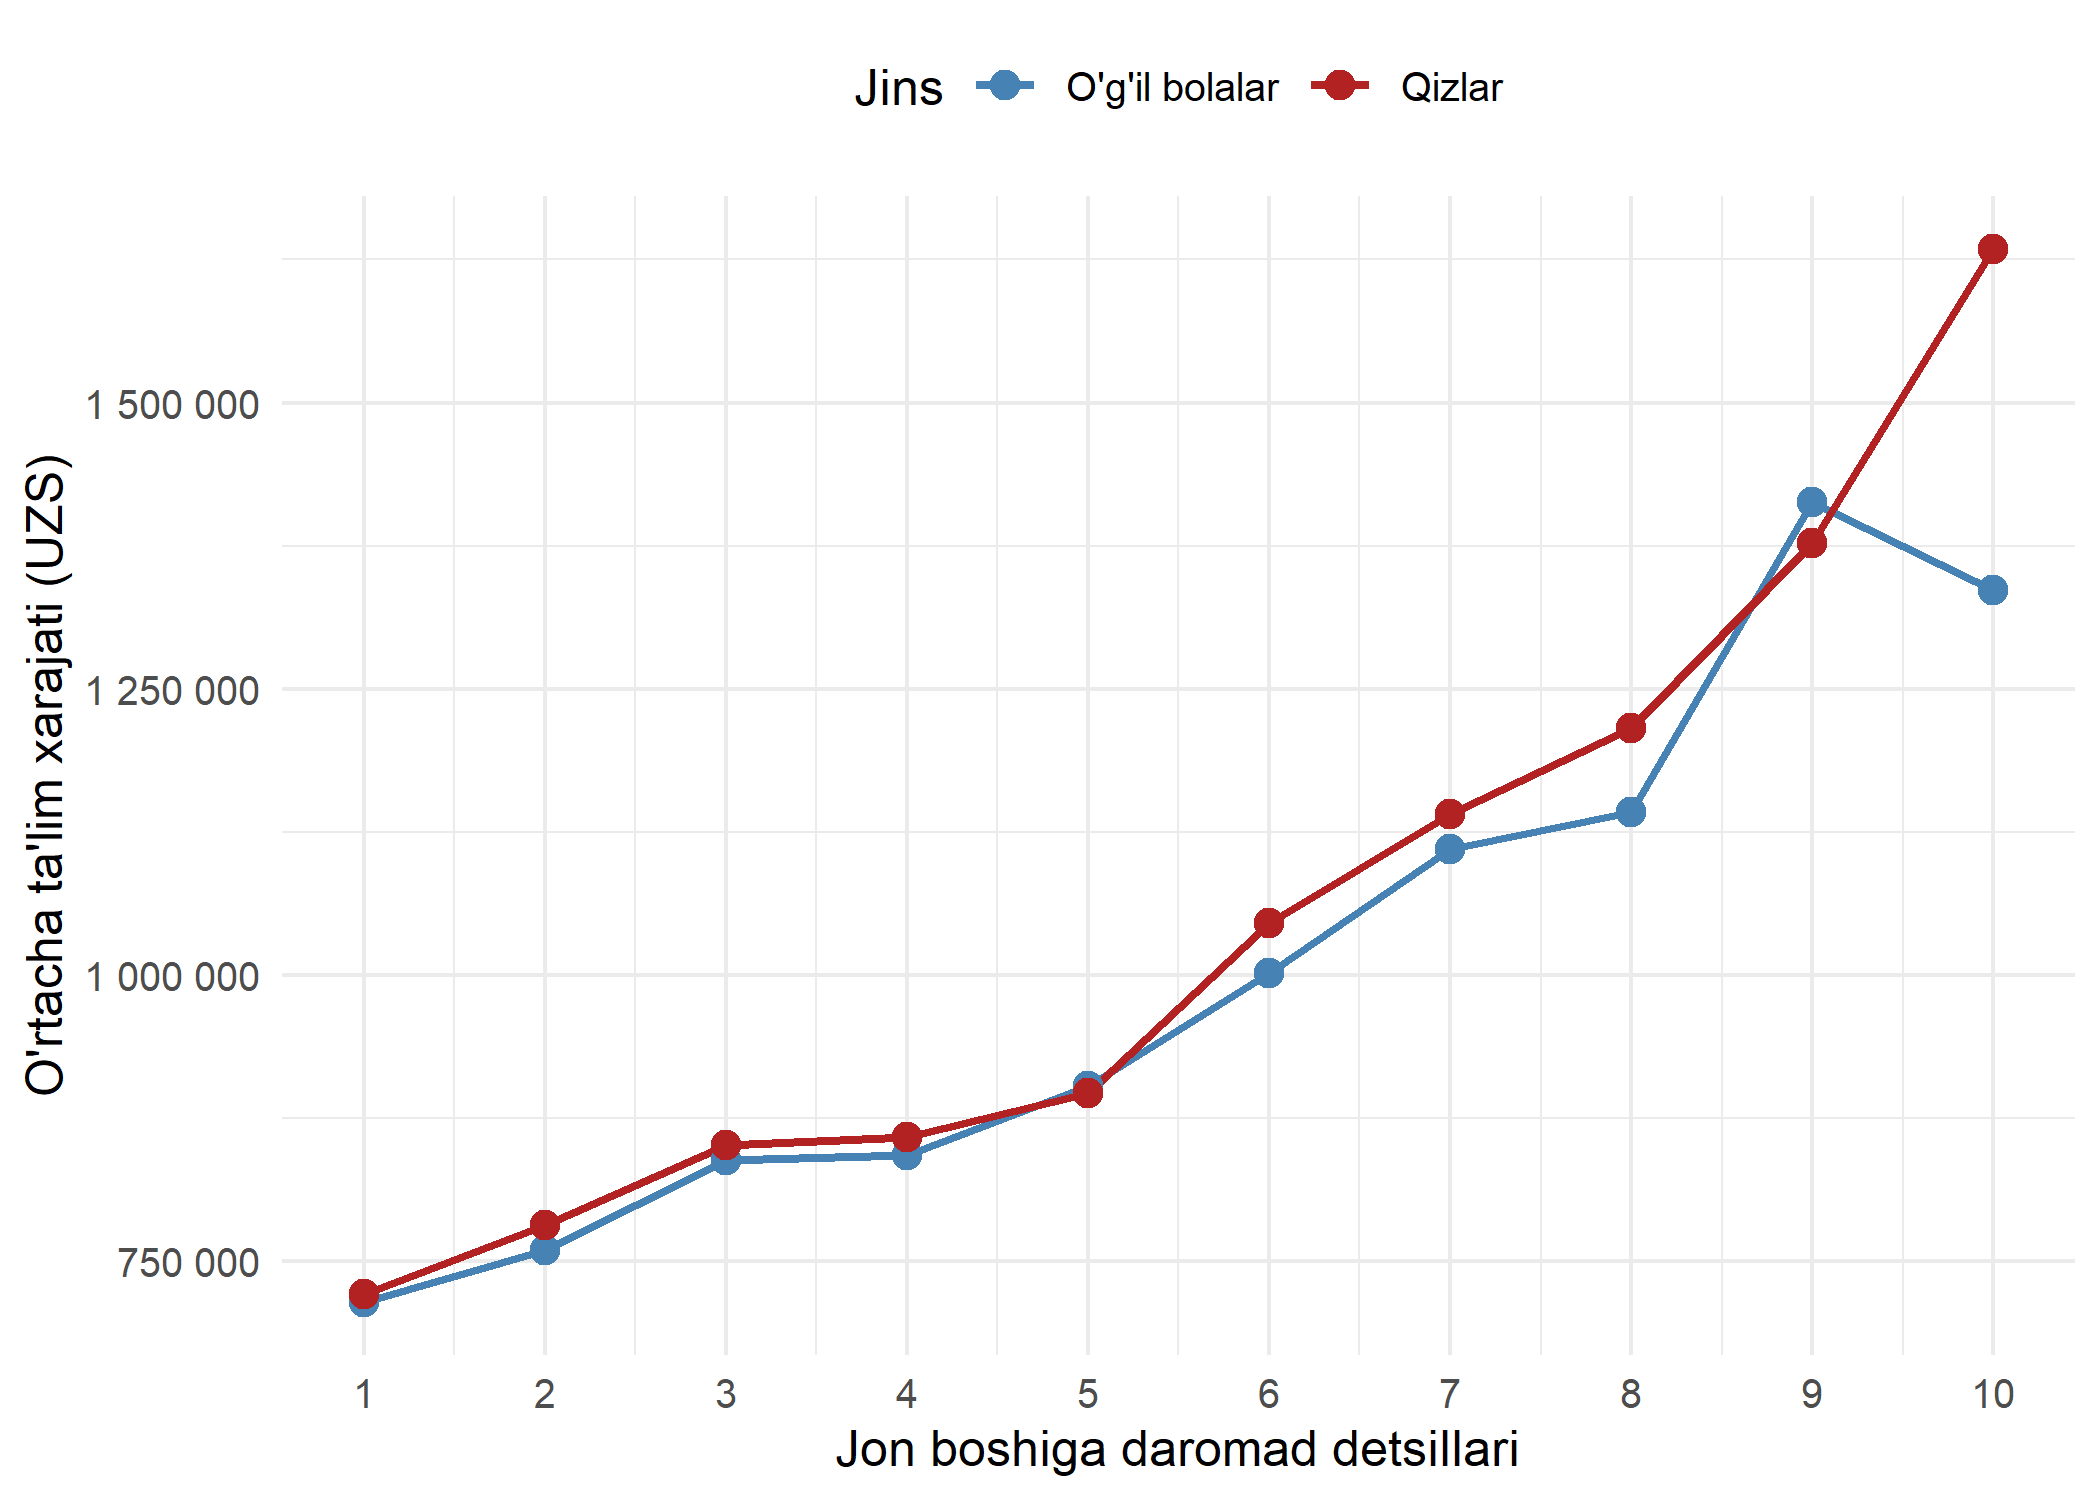 Jins O'g'il bolalar Qizlar
O'rtacha ta'lim xarajati (UZS)
1 500 000
1 250 000
1 000 000
750 000
1 2 3 4 5 6 7 8 9 10
Jon boshiga daromad detsillari